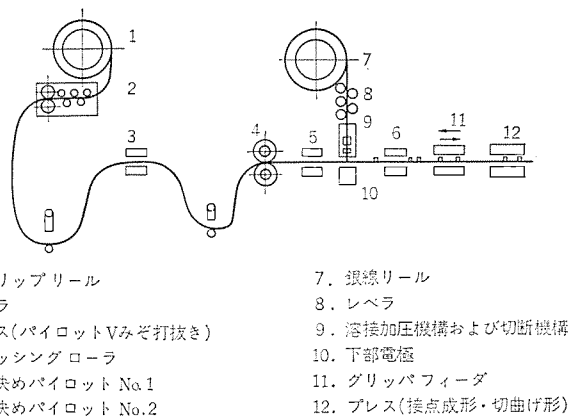 1
2
3
4
5
6
7
8
9
10
11
12
リップリール
ラ
ス(パイロットVみぞ打抜き)
ッシングローラ
決めパイロット No.1
決めパイロット No.2
7. 銀線リール
8. レベラ
9. 溶接加圧機構および切断機構
10. 下部電極
11. グリッパフィーダ
12. プレス(接点成形・切曲げ形)